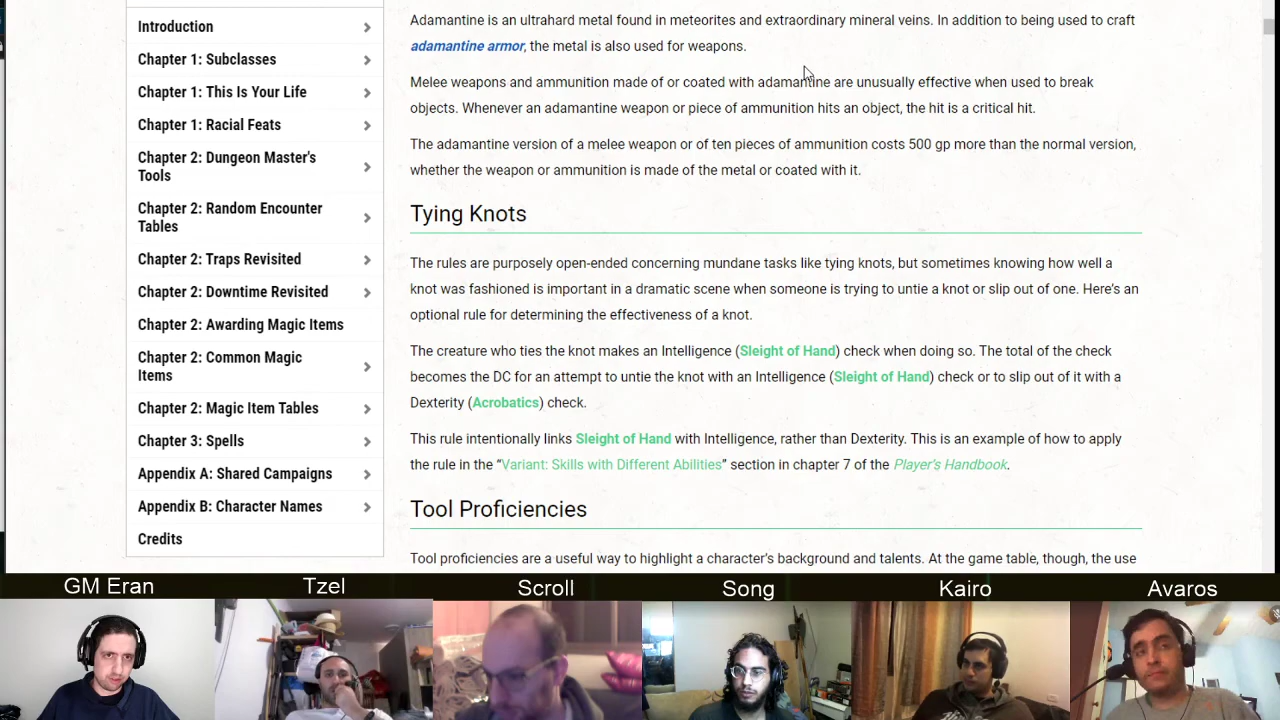 Introduction
Chapter 1: Subclasses
Chapter 1: This Is Your Life
Chapter 1: Racial Feats
Chapter 2: Dungeon Master's
Tools
Chapter 2: Random Encounter
Tables
Chapter 2: Traps Revisited
Chapter 2: Downtime Revisited
Chapter 2: Awarding Magic Items
Chapter 2: Common Magic
Items
Chapter 2: Magic Item Tables
Chapter 3: Spells
Appendix A: Shared Campaigns
Appendix B: Character Names
Credits
Adamantine is an ultrahard metal found in meteorites and extraordinary mineral veins. In addition to being used to craft
adamantine armor, the metal is also used for weapons.
Melee weapons and ammunition made of or coated with adamantine are unusually effective when used to break
objects. Whenever an adamantine weapon or piece of ammunition hits an object, the hit is a critical hit.
The adamantine version of a melee weapon or of ten pieces of ammunition costs 500 gp more than the normal version,
whether the weapon or ammunition is made of the metal or coated with it.
Tying Knots
The rules are purposely open-ended concerning mundane tasks like tying knots, but sometimes knowing how well a
knot was fashioned is important in a dramatic scene when someone is trying to untie a knot or slip out of one. Here’s an
optional rule for determining the effectiveness of a knot.
The creature who ties the knot makes an Intelligence (Sleight of Hand) check when doing so. The total of the check
becomes the DC for an attempt to untie the knot with an Intelligence (Sleight of Hand) check or to slip out of it with a
Dexterity (Acrobatics) check.
This rule intentionally links Sleight of Hand with Intelligence, rather than Dexterity. This is an example of how to apply
the rule in the “Variant: Skills with Different Abilities” section in chapter 7 of the Player’s Handbook.
Tool Proficiencies
Tool proficiencies are a useful way to highlight a character’s background and talents. At the game table, though, the use
GM Eran
Tzel
Scroll
Song
Kairo
Avaros